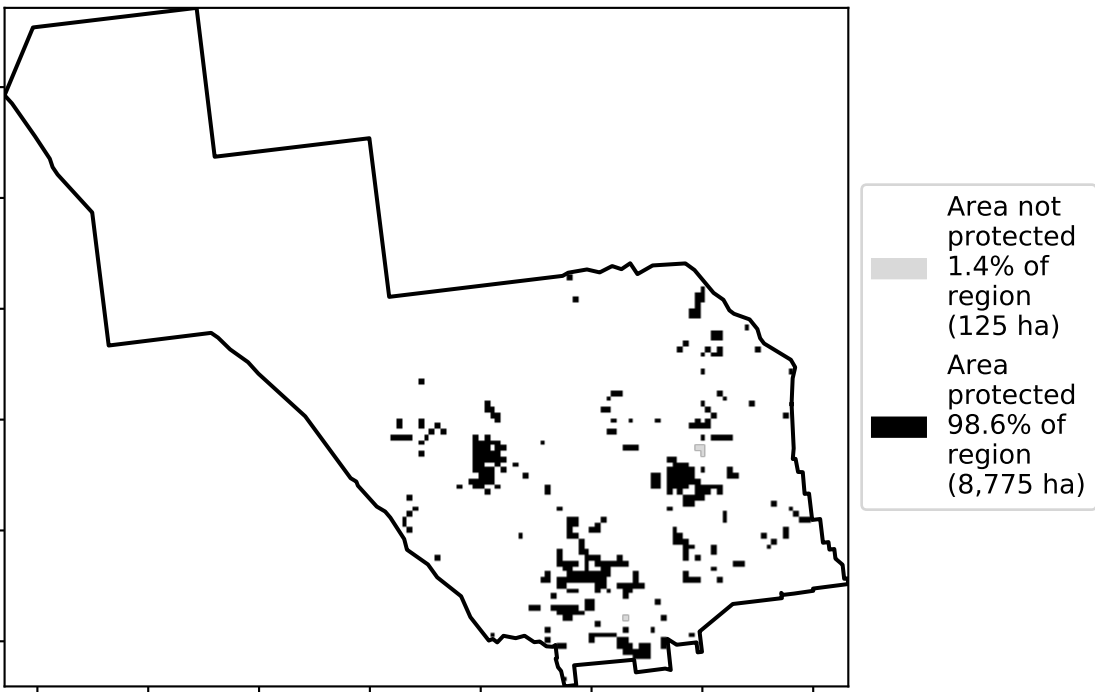 Area not
protected
1.4% of
region
(125 ha)
Area
protected
98.6% of
region
(8,775 ha)